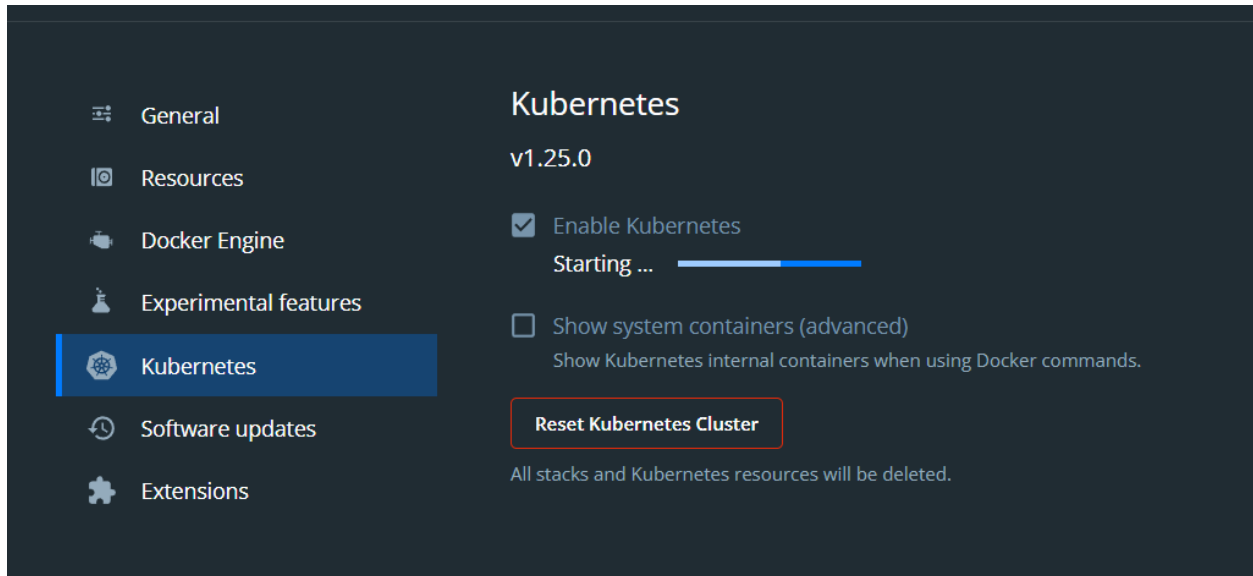 General
Resources
Docker Engine
Experimental features
Kubernetes
Software updates
Extensions
Kubernetes
v1.25.0
Enable Kubernetes
Starting ...
Show system containers (advanced)
Show Kubernetes internal containers when using Docker commands.
Reset Kubernetes Cluster
All stacks and Kubernetes resources will be deleted.